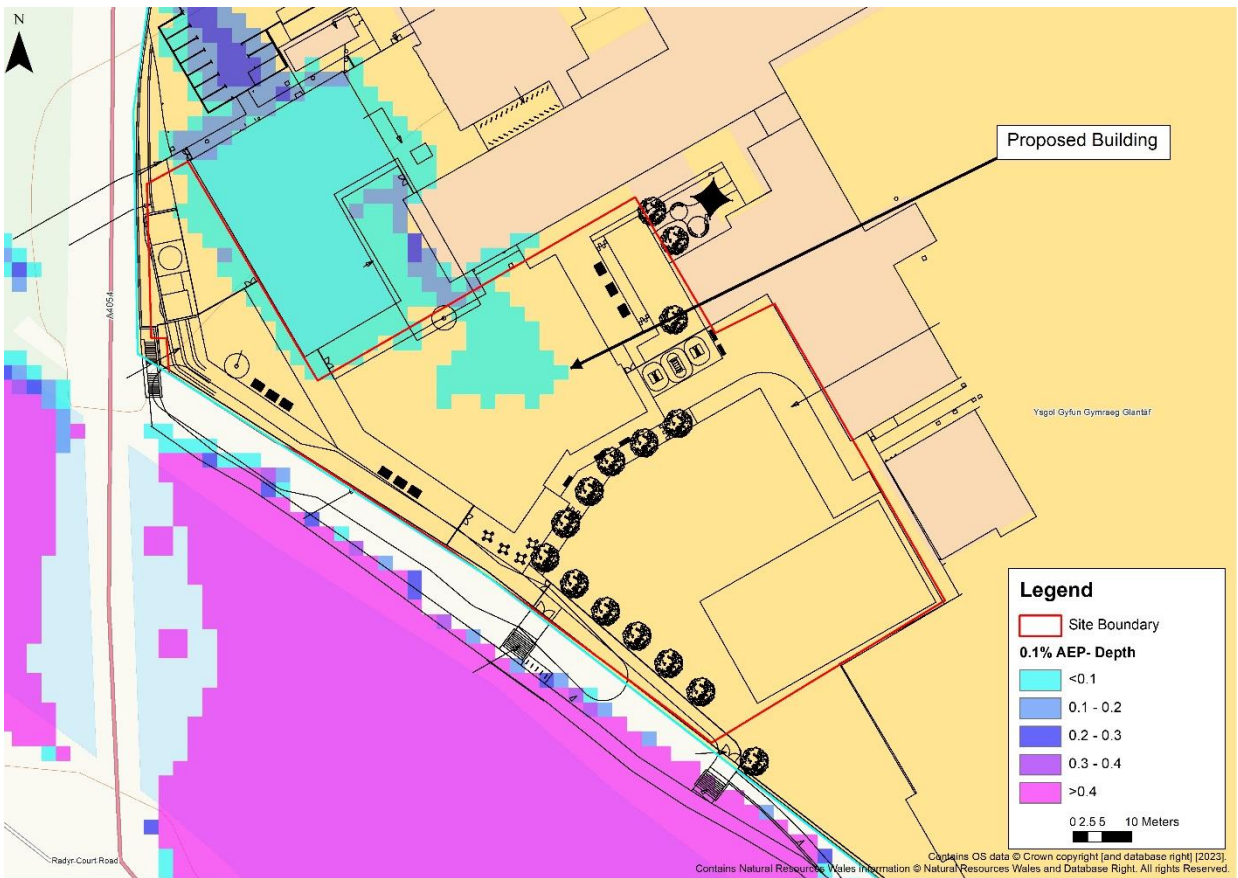 N
Proposed Building
A4054
Ysgol Gyfun Gymraeg Glantâf
Legend
Site Boundary
0.1% AEP- Depth
<0.1
0.1 - 0.2
0.2 - 0.3
0.3 - 0.4
>0.4
0 2.5 5 10 Meters
Radyr Court Road
Contains OS data © Crown copyright [and database right] [2023].
Contains Natural Resources Wales information © Natural Resources Wales and Database Right. All rights Reserved.